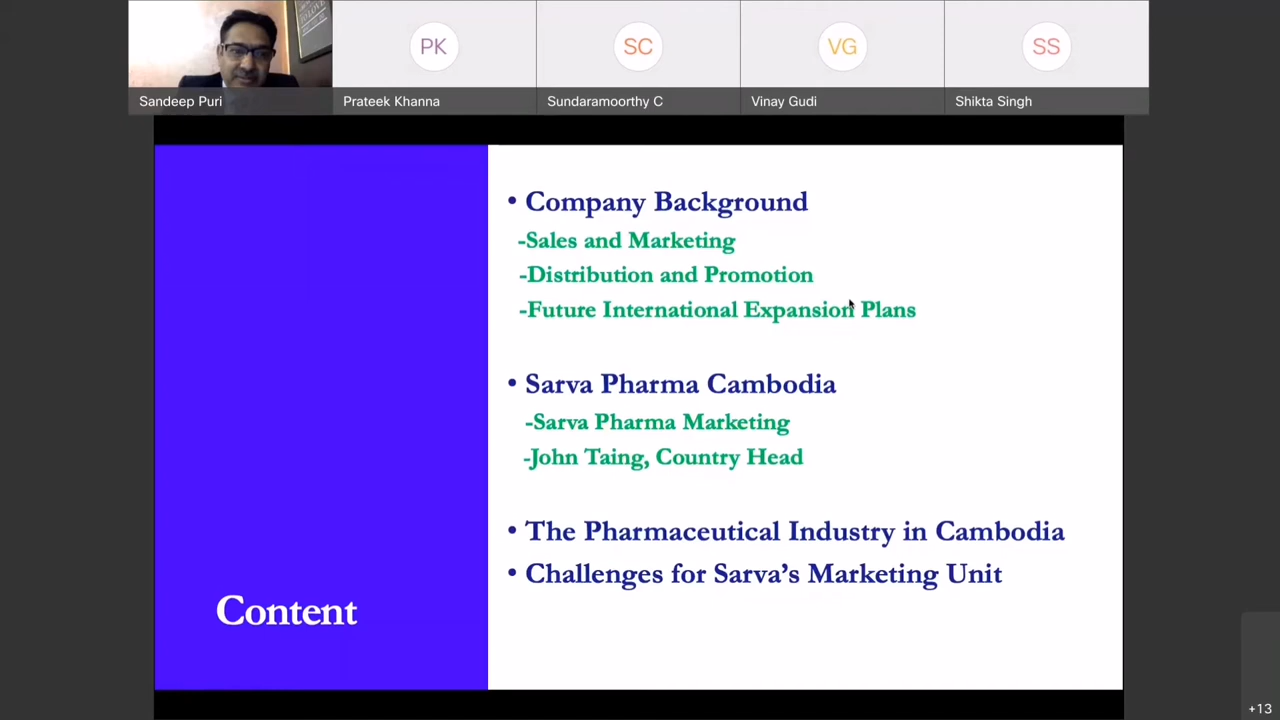 PK
SC
VG
SS
Sandeep Puri
Prateek Khanna
Sundaramoorthy C
Vinay Gudi
Shikta Singh
• Company Background
-Sales and Marketing
-Distribution and Promotion
-Future International Expansion Plans
• Sarva Pharma Cambodia
-Sarva Pharma Marketing
-John Taing, Country Head
• The Pharmaceutical Industry in Cambodia
• Challenges for Sarva's Marketing Unit
Content
+13